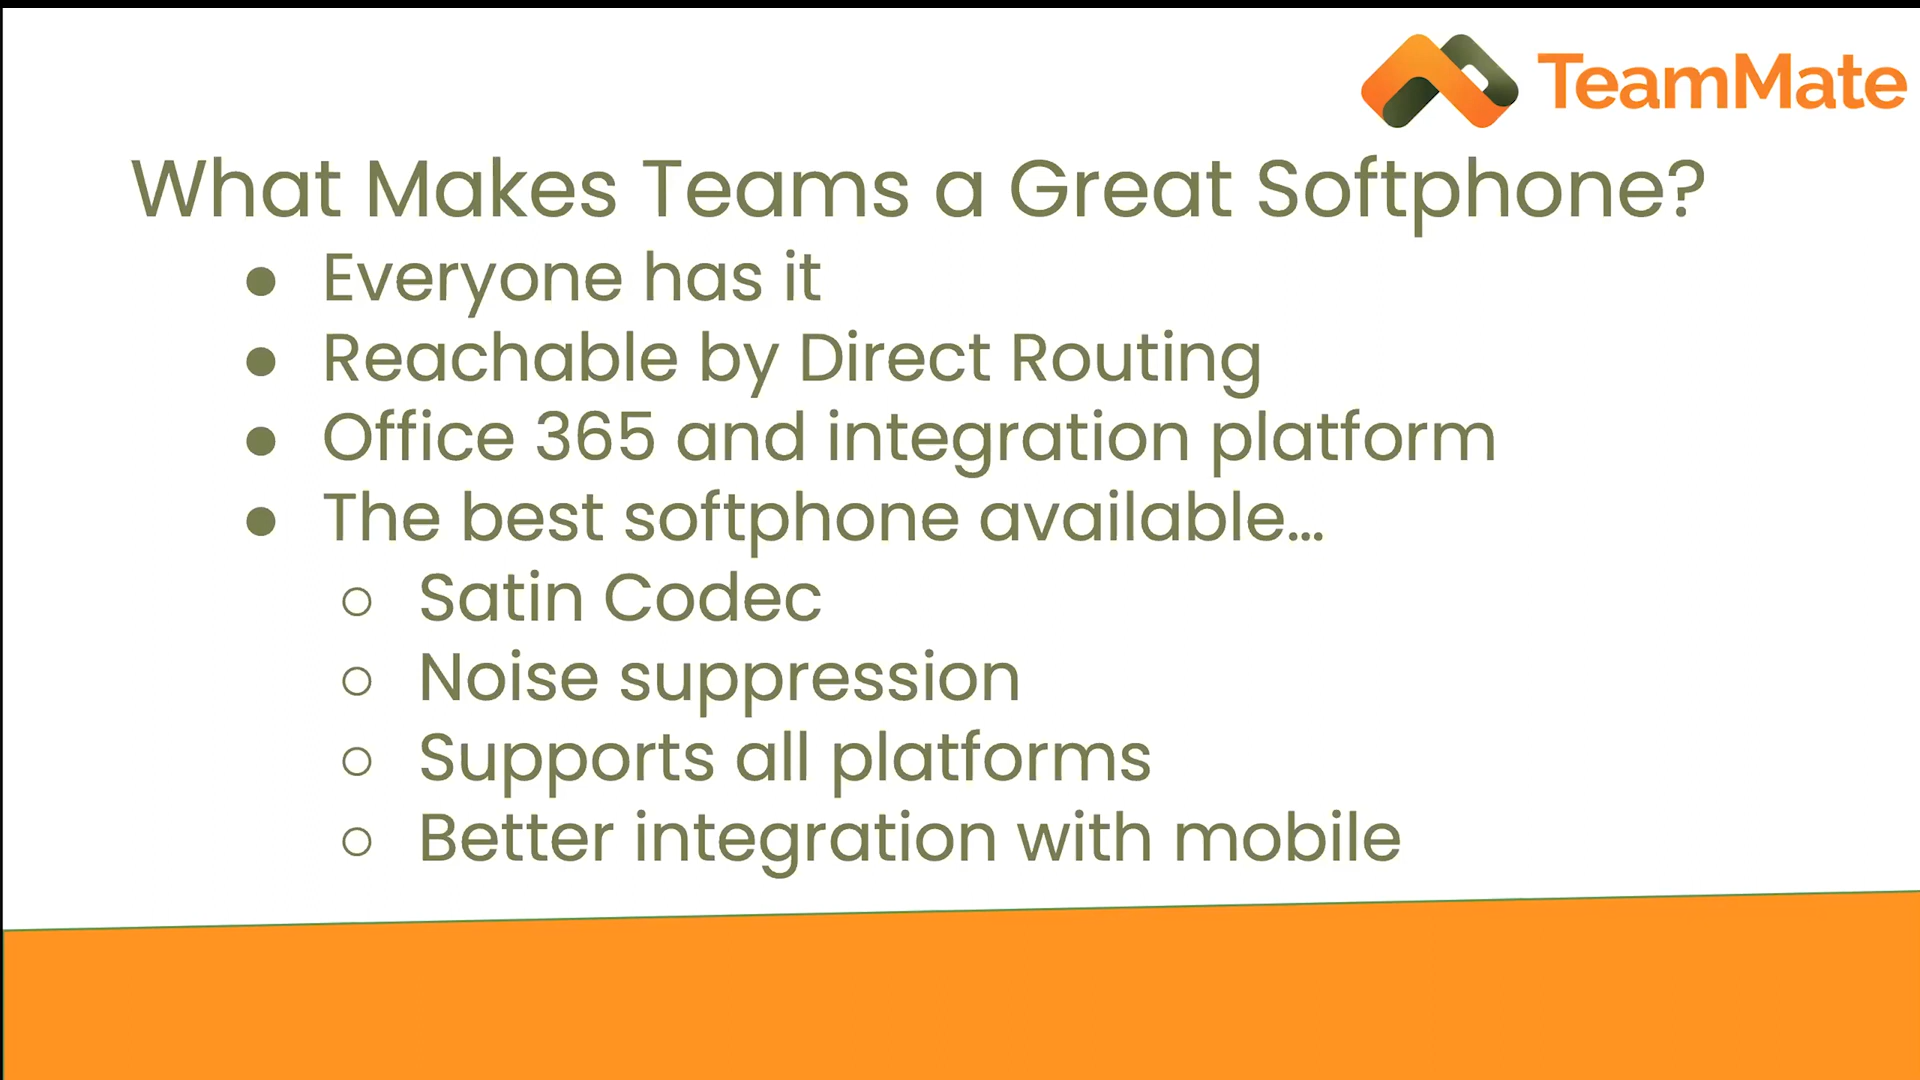 TeamMate
What Makes Teams a Great Softphone?
● Everyone has it
● Reachable by Direct Routing
● Office 365 and integration platform
● The best softphone available...
○ Satin Codec
○ Noise suppression
○ Supports all platforms
○ Better integration with mobile